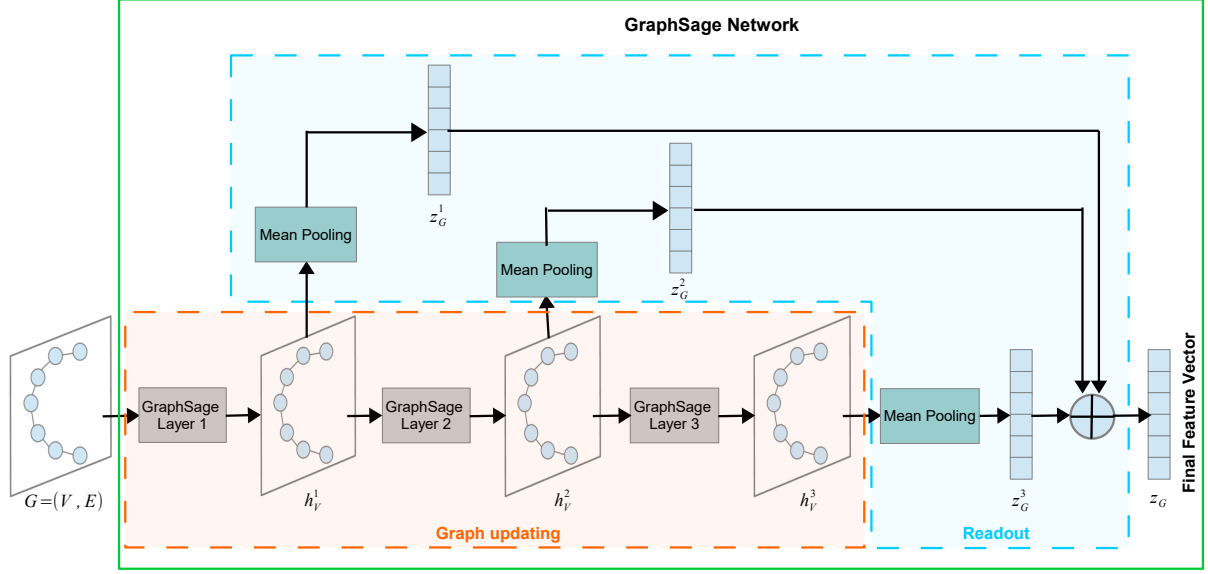 GraphSage Network
z_G^1
Mean Pooling
Mean Pooling
z_G^2
GraphSage
Layer 1
GraphSage
Layer 2
GraphSage
Layer 3
Mean Pooling
G=(V, E)
h_V^1
h_V^2
h_V^3
z_G^3
z_G
Final Feature Vector
Graph updating
Readout